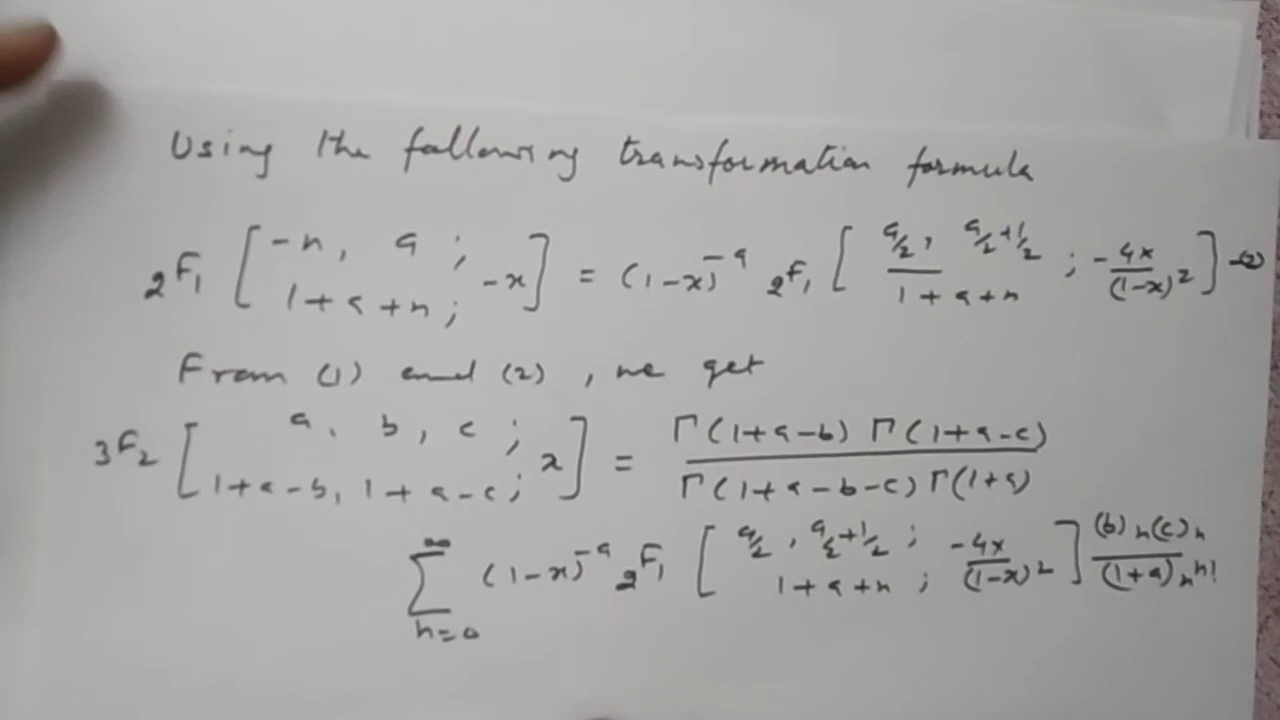 Using the following transformation formula
₂F₁ [ -n, a ; 1+a+n ; -x ] = (1-x)^-a ₂F₁ [ a/2, a/2+1/2 / 1+a+n ; -4x/(1-x)² ] -(2)
From (1) and (2), we get
₃F₂ [ a, b, c ; 1+a-b, 1+a-c ; x ] = Γ(1+a-b) Γ(1+a-c) / Γ(1+a-b-c) Γ(1+a)
∞ Σ n=0 (1-x)^-a ₂F₁ [ a/2, a/2+1/2 ; 1+a+n ; -4x/(1-x)² ] (b)n(c)n / (1+a)n n!